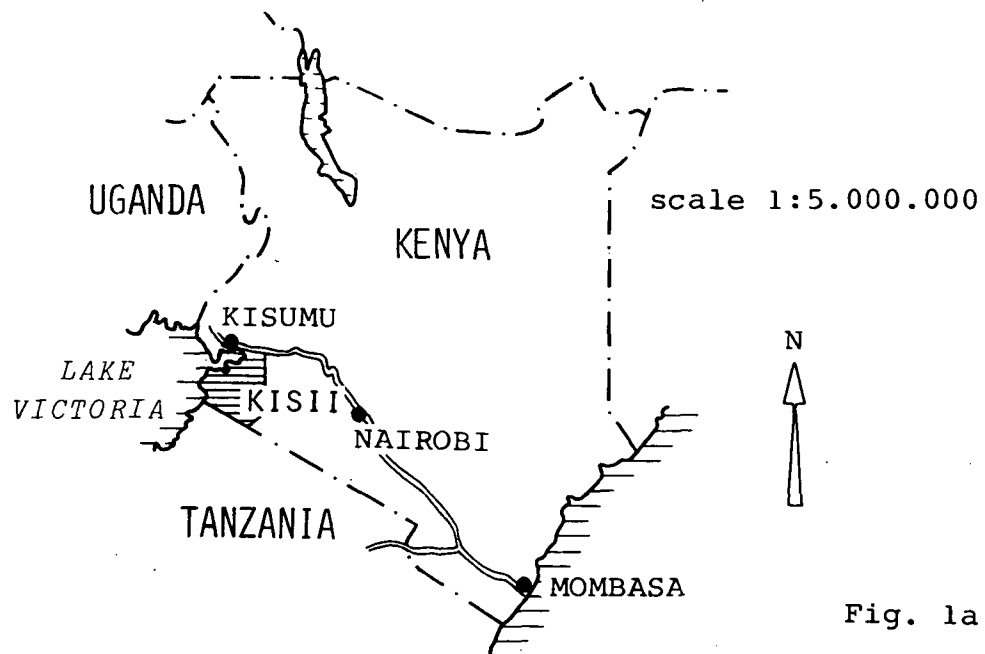 UGANDA
scale 1:5.000.000
KENYA
KISUMU
N
LAKE
VICTORIA
KISII
NAIROBI
TANZANIA
MOMBASA
Fig. 1a